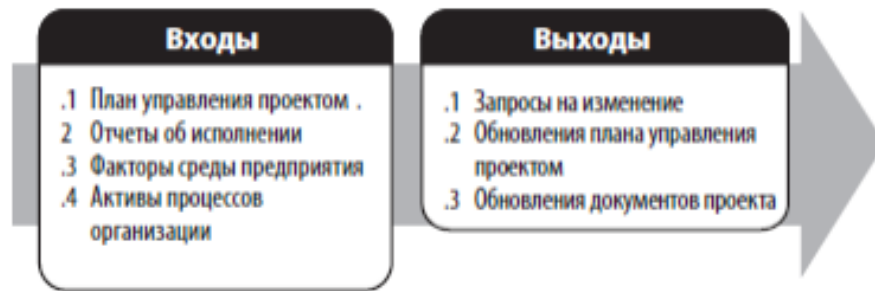 Входы
.1 План управления проектом .
2 Отчеты об исполнении
.3 Факторы среды предприятия
.4 Активы процессов
организации
Выходы
.1 Запросы на изменение
.2 Обновления плана управления
проектом
.3 Обновления документов проекта